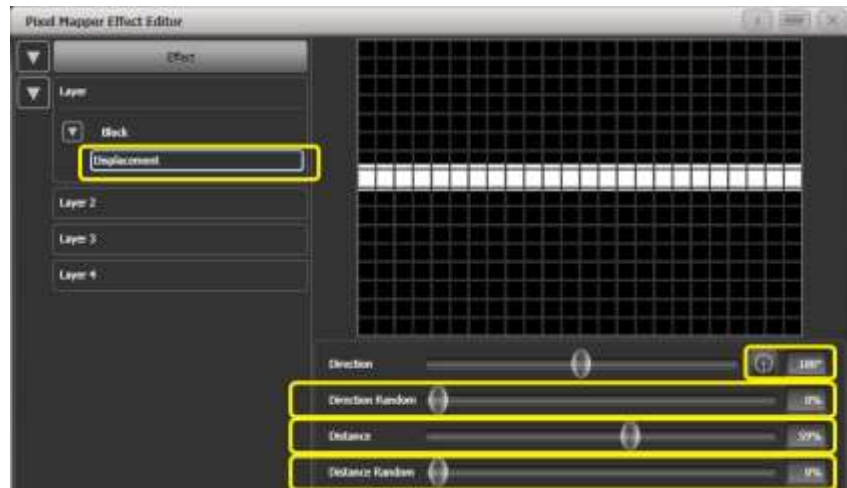 Pixel Mapper Effect Editor
Effect
Layer
Block
Displacement
Layer 2
Layer 3
Layer 4
Direction
180°
Direction Random
0%
Distance
59%
Distance Random
0%